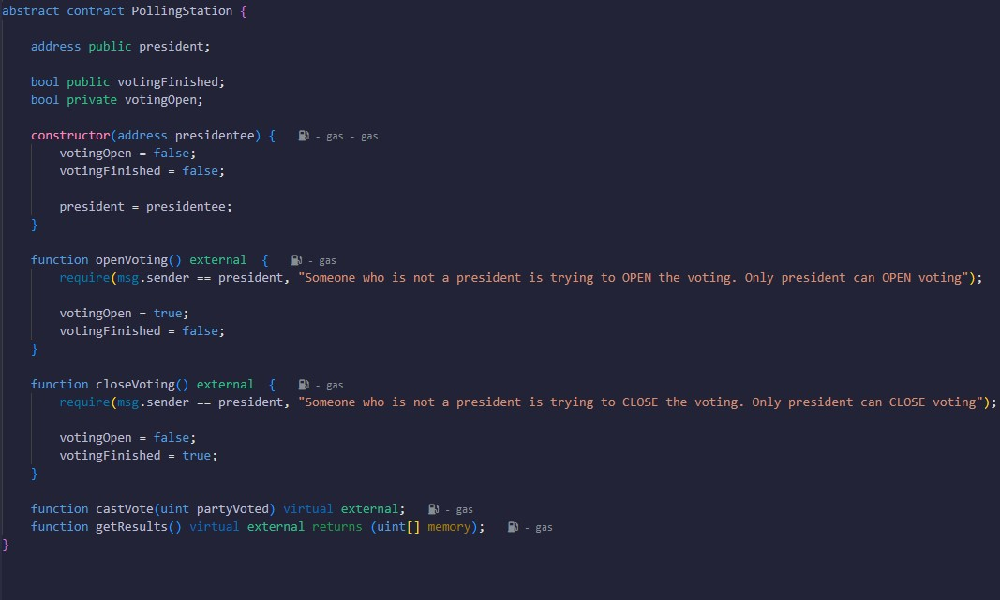 abstract contract PollingStation {
address public president;
bool public votingFinished;
bool private votingOpen;
constructor(address presidentee) { - gas - gas
votingOpen = false;
votingFinished = false;
president = presidentee;
}
function openVoting() external { - gas
require(msg.sender == president, "Someone who is not a president is trying to OPEN the voting. Only president can OPEN voting");
votingOpen = true;
votingFinished = false;
}
function closeVoting() external { - gas
require(msg.sender == president, "Someone who is not a president is trying to CLOSE the voting. Only president can CLOSE voting");
votingOpen = false;
votingFinished = true;
}
function castVote(uint partyVoted) virtual external; - gas
function getResults() virtual external returns (uint[] memory); - gas
}